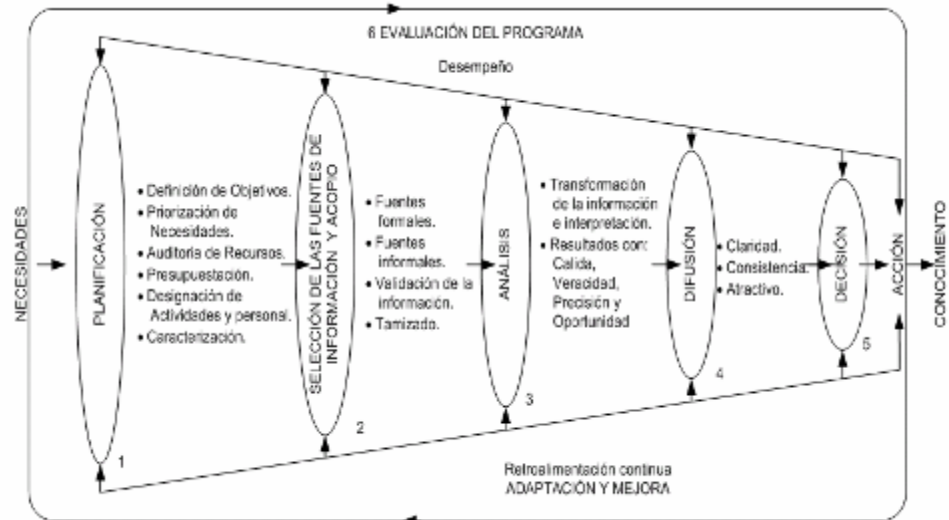 6 EVALUACIÓN DEL PROGRAMA
Desempeño
NECESIDADES
PLANIFICACIÓN
1
• Definición de Objetivos.
• Priorización de
Necesidades.
• Auditoria de Recursos.
• Presupuestación.
• Designación de
Actividades y personal.
• Caracterización.
SELECCIÓN DE LAS FUENTES DE
INFORMACIÓN Y ACOPIO
2
• Fuentes
formales.
• Fuentes
informales.
• Validación de la
información.
• Tamizado.
ANÁLISIS
3
• Transformación
de la información
e interpretación.
• Resultados con:
Calida,
Veracidad,
Precisión y
Oportunidad
DIFUSIÓN
4
• Claridad.
• Consistencia.
• Atractivo.
DECISIÓN
5
ACCIÓN
CONOCIMIENTO
Retroalimentación continua
ADAPTACIÓN Y MEJORA